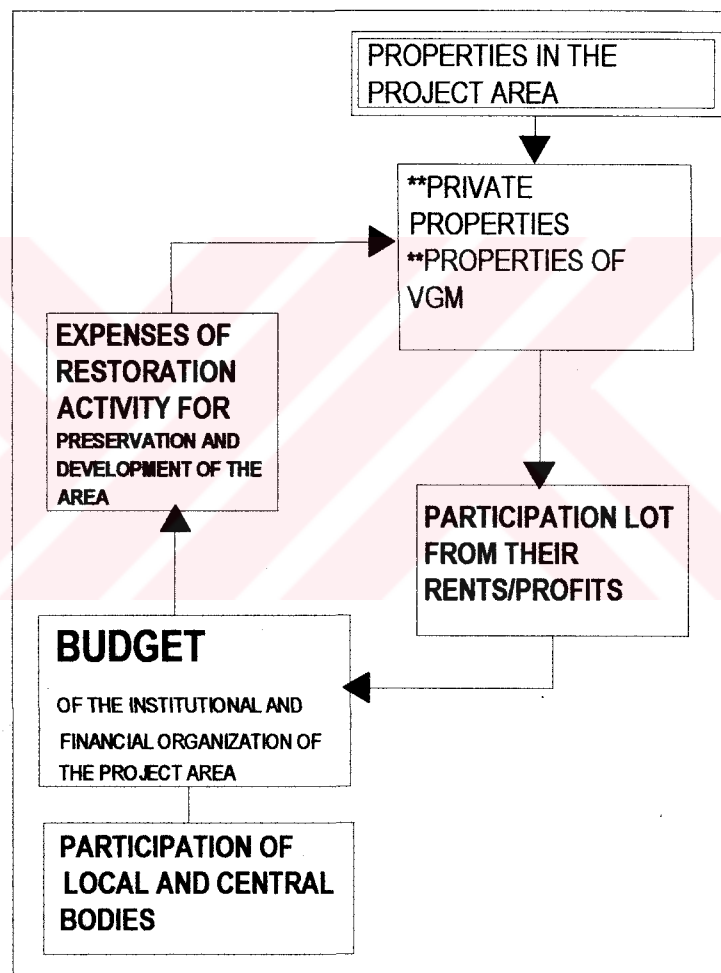 PROPERTIES IN THE
PROJECT AREA
**PRIVATE
PROPERTIES
**PROPERTIES OF
VGM
EXPENSES OF
RESTORATION
ACTIVITY FOR
PRESERVATION AND
DEVELOPMENT OF THE
AREA
PARTICIPATION LOT
FROM THEIR
RENTS/PROFITS
BUDGET
OF THE INSTITUTIONAL AND
FINANCIAL ORGANIZATION OF
THE PROJECT AREA
PARTICIPATION OF
LOCAL AND CENTRAL
BODIES